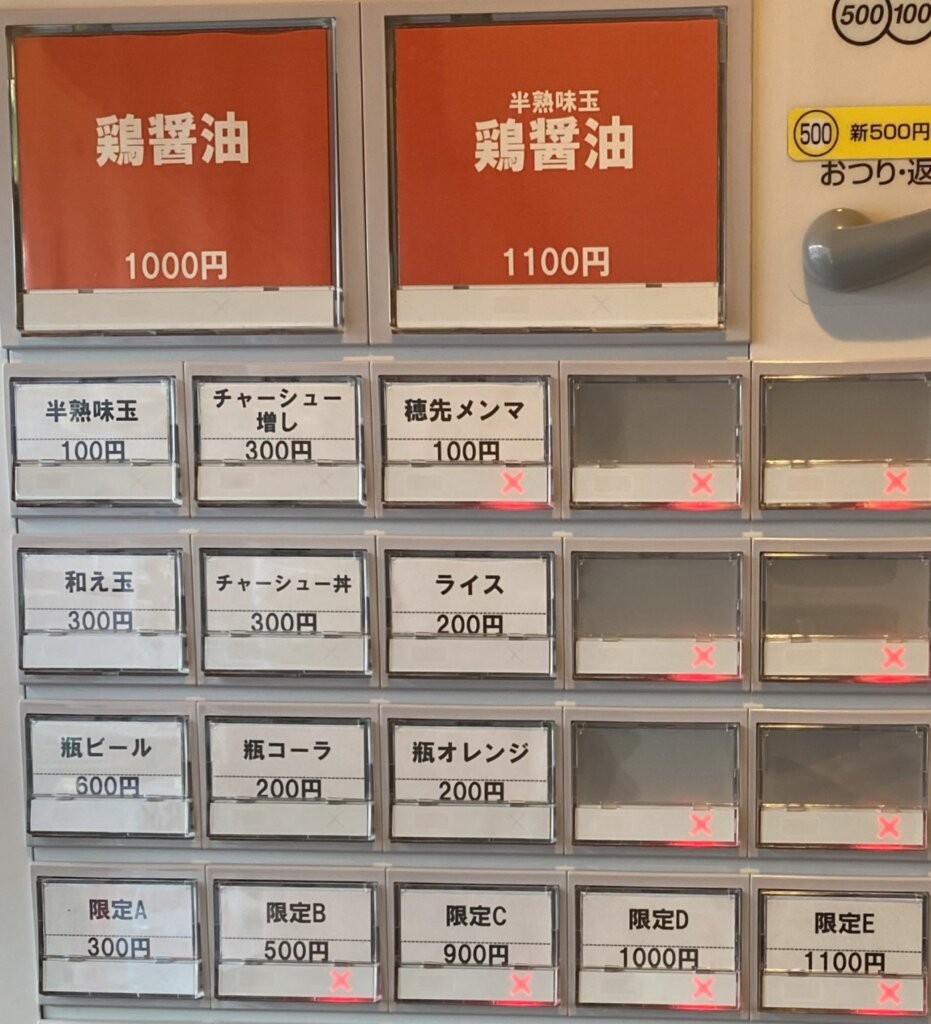 500 100
500 新500円
おつり・返
鶏醤油
1000円
半熟味玉
鶏醤油
1100円
半熟味玉
100円
チャーシュー
増し
300円
穂先メンマ
100円
和え玉
300円
チャーシュー丼
300円
ライス
200円
瓶ビール
600円
瓶コーラ
200円
瓶オレンジ
200円
限定A
300円
限定B
500円
限定C
900円
限定D
1000円
限定E
1100円